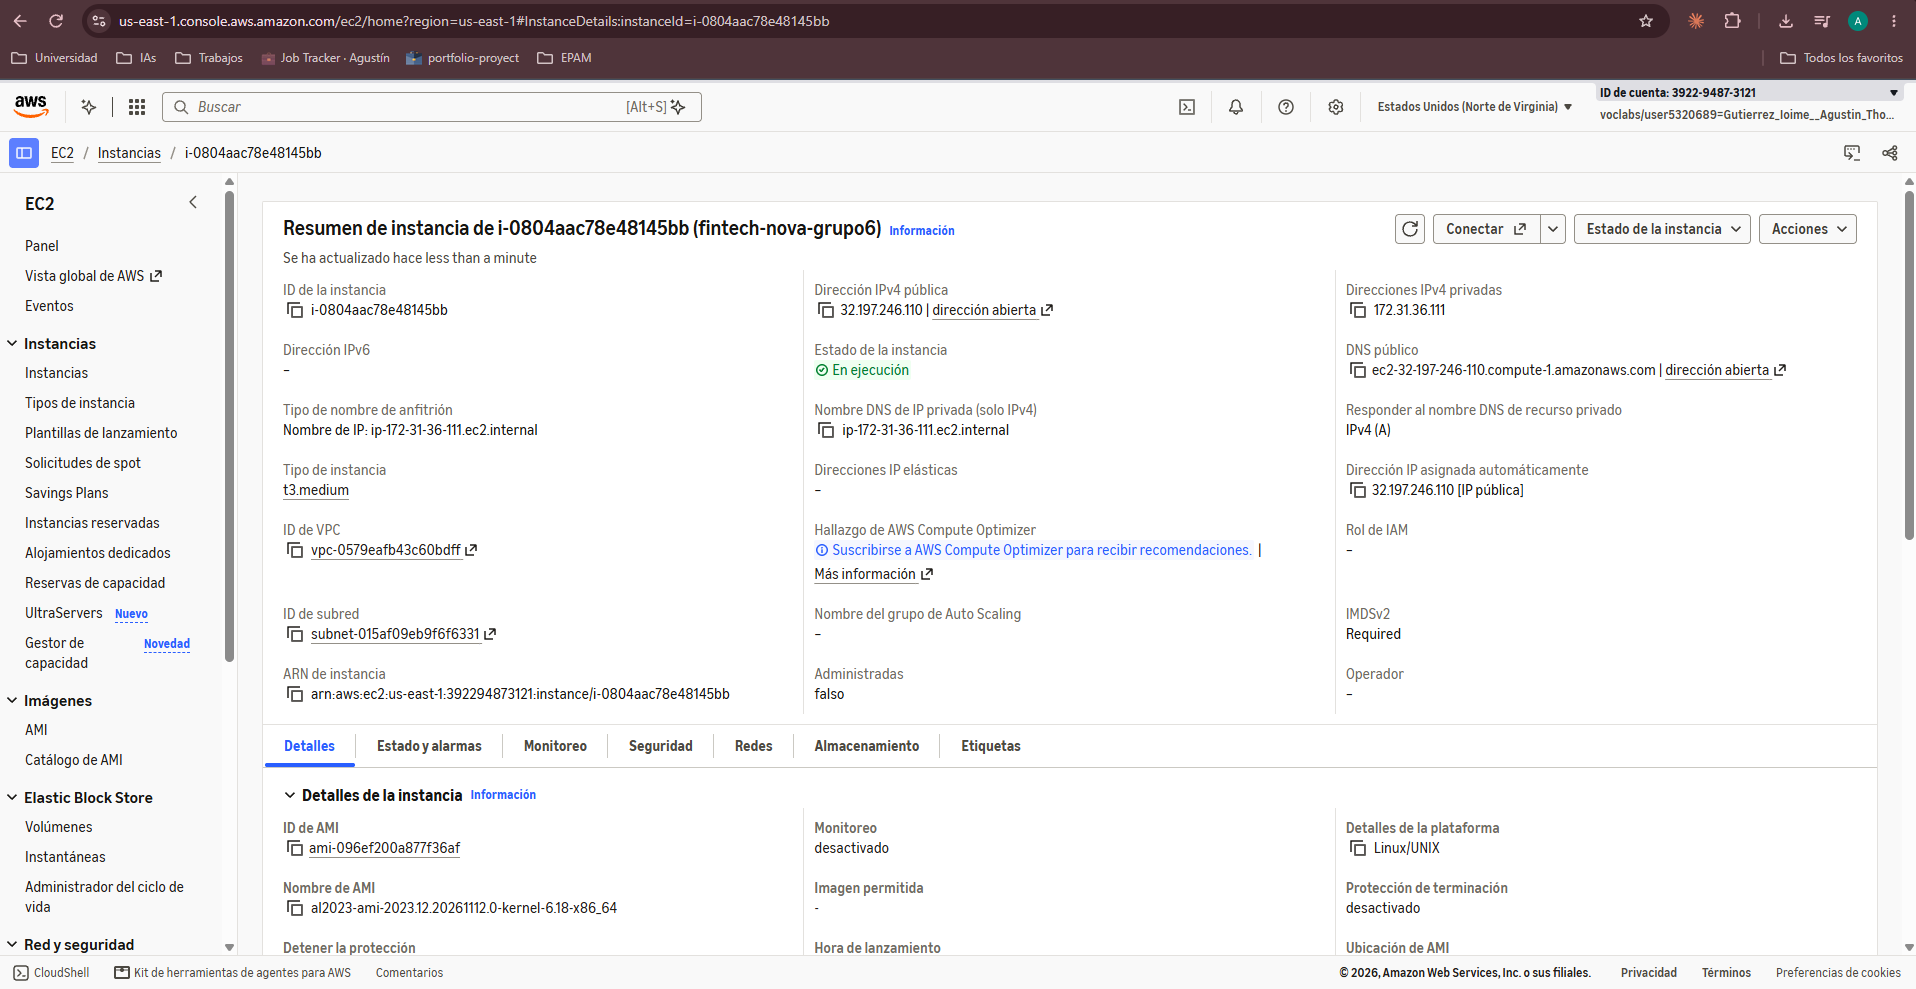 us-east-1.console.aws.amazon.com/ec2/home?region=us-east-1#InstanceDetails:instanceId=i-0804aac78e48145bb
A
Universidad
IAs
Trabajos
Job Tracker · Agustín
portfolio-proyect
EPAM
Todos los favoritos
aws
Buscar
[Alt+S]
Estados Unidos (Norte de Virginia)
ID de cuenta: 3922-9487-3121
voclabs/user5320689=Gutierrez_Ioime__Agustin_Tho...
EC2 / Instancias / i-0804aac78e48145bb
EC2
Panel
Vista global de AWS
Eventos
Instancias
Instancias
Tipos de instancia
Plantillas de lanzamiento
Solicitudes de spot
Savings Plans
Instancias reservadas
Alojamientos dedicados
Reservas de capacidad
UltraServers Nuevo
Gestor de capacidad Novedad
Imágenes
AMI
Catálogo de AMI
Elastic Block Store
Volúmenes
Instantáneas
Administrador del ciclo de vida
Red y seguridad
Resumen de instancia de i-0804aac78e48145bb (fintech-nova-grupo6) Información
Se ha actualizado hace less than a minute
Conectar
Estado de la instancia
Acciones
ID de la instancia
i-0804aac78e48145bb
Dirección IPv4 pública
32.197.246.110 | dirección abierta
Direcciones IPv4 privadas
172.31.36.111
Dirección IPv6
–
Estado de la instancia
En ejecución
DNS público
ec2-32-197-246-110.compute-1.amazonaws.com | dirección abierta
Tipo de nombre de anfitrión
Nombre de IP: ip-172-31-36-111.ec2.internal
Nombre DNS de IP privada (solo IPv4)
ip-172-31-36-111.ec2.internal
Responder al nombre DNS de recurso privado
IPv4 (A)
Tipo de instancia
t3.medium
Direcciones IP elásticas
–
Dirección IP asignada automáticamente
32.197.246.110 [IP pública]
ID de VPC
vpc-0579eafb43c60bdff
Hallazgo de AWS Compute Optimizer
Suscribirse a AWS Compute Optimizer para recibir recomendaciones. |
Más información
Rol de IAM
–
ID de subred
subnet-015af09eb9f6f6331
Nombre del grupo de Auto Scaling
–
IMDSv2
Required
ARN de instancia
arn:aws:ec2:us-east-1:392294873121:instance/i-0804aac78e48145bb
Administradas
falso
Operador
–
Detalles
Estado y alarmas
Monitoreo
Seguridad
Redes
Almacenamiento
Etiquetas
Detalles de la instancia Información
ID de AMI
ami-096ef200a877f36af
Monitoreo
desactivado
Detalles de la plataforma
Linux/UNIX
Nombre de AMI
al2023-ami-2023.12.20261112.0-kernel-6.18-x86_64
Imagen permitida
-
Protección de terminación
desactivado
Detener la protección
Hora de lanzamiento
Ubicación de AMI
CloudShell
Kit de herramientas de agentes para AWS
Comentarios
© 2026, Amazon Web Services, Inc. o sus filiales.
Privacidad
Términos
Preferencias de cookies